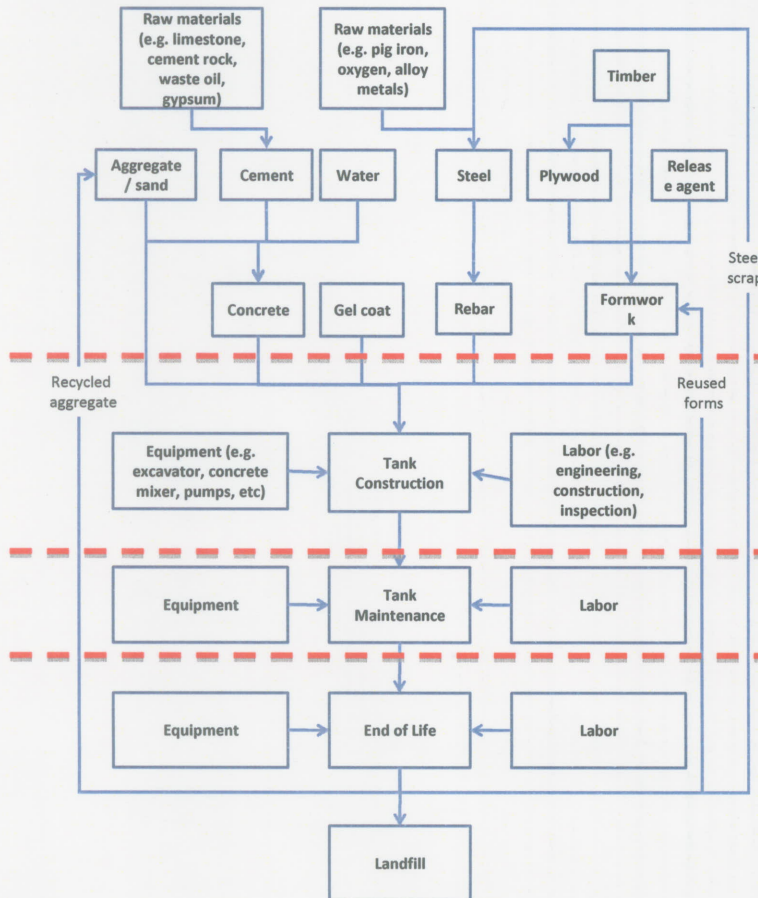 Raw materials
(e.g. limestone,
cement rock,
waste oil,
gypsum)
Raw materials
(e.g. pig iron,
oxygen, alloy
metals)
Timber
Aggregate
/ sand
Cement
Water
Steel
Plywood
Releas
e agent
Stee
scrap
Concrete
Gel coat
Rebar
Formwor
k
Recycled
aggregate
Reused
forms
Equipment (e.g.
excavator, concrete
mixer, pumps, etc)
Tank
Construction
Labor (e.g.
engineering,
construction,
inspection)
Equipment
Tank
Maintenance
Labor
Equipment
End of Life
Labor
Landfill